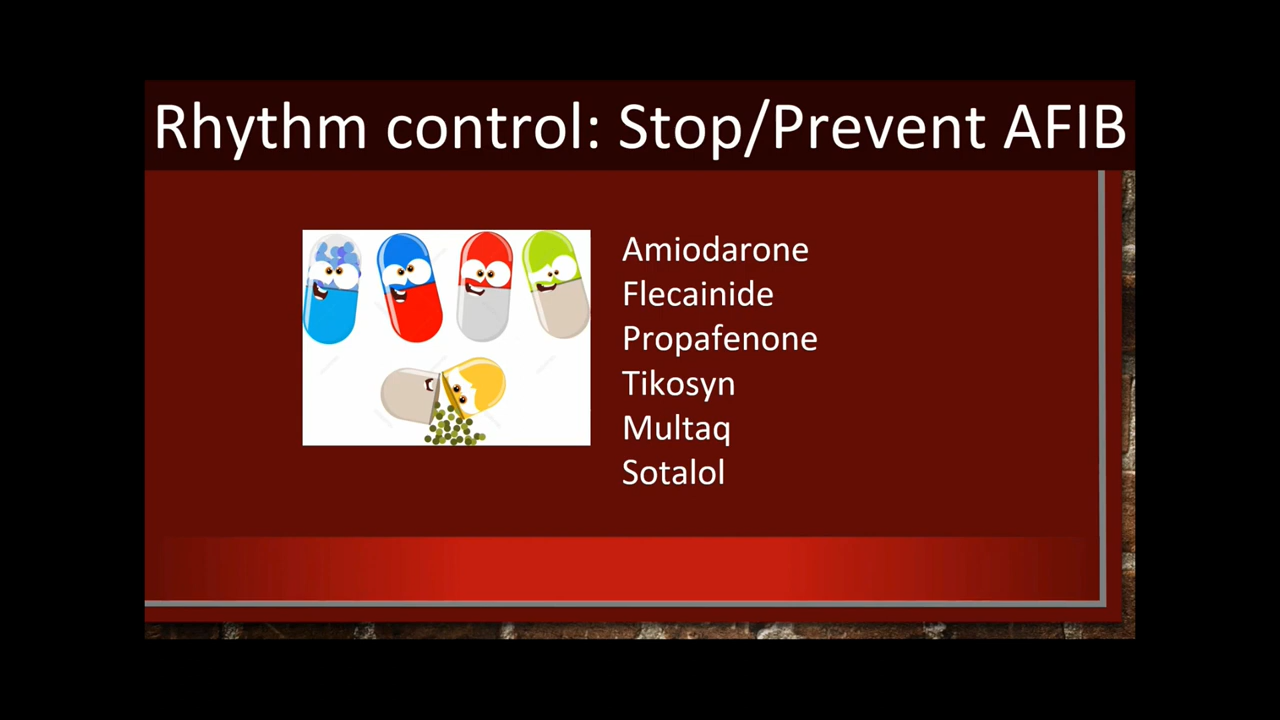 Rhythm control: Stop/Prevent AFIB
Amiodarone
Flecainide
Propafenone
Tikosyn
Multaq
Sotalol